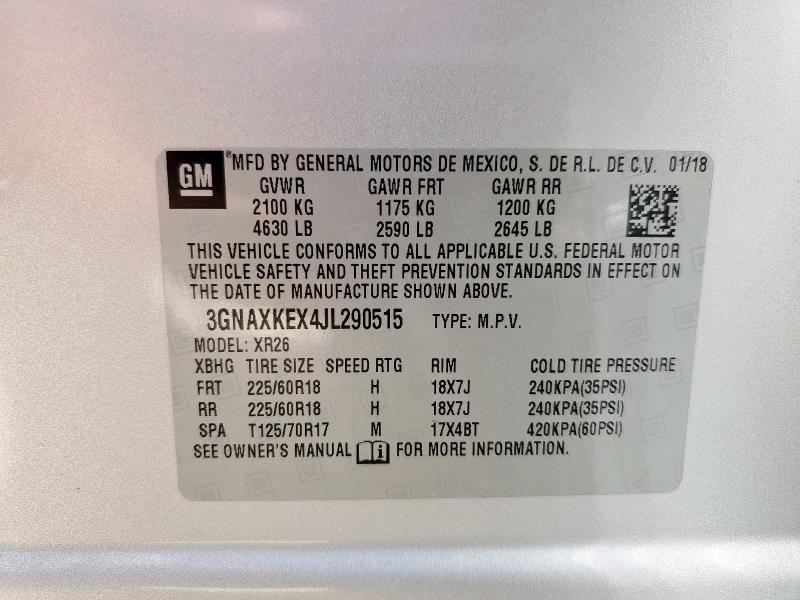 GM ® MFD BY GENERAL MOTORS DE MEXICO, S. DE R.L. DE C.V. 01/18
GVWR GAWR FRT GAWR RR
2100 KG 1175 KG 1200 KG
4630 LB 2590 LB 2645 LB
THIS VEHICLE CONFORMS TO ALL APPLICABLE U.S. FEDERAL MOTOR
VEHICLE SAFETY AND THEFT PREVENTION STANDARDS IN EFFECT ON
THE DATE OF MANUFACTURE SHOWN ABOVE.
3GNAXKEX4JL290515 TYPE: M.P.V.
MODEL: XR26
XBHG TIRE SIZE SPEED RTG RIM COLD TIRE PRESSURE
FRT 225/60R18 H 18X7J 240KPA(35PSI)
RR 225/60R18 H 18X7J 240KPA(35PSI)
SPA T125/70R17 M 17X4BT 420KPA(60PSI)
SEE OWNER'S MANUAL i FOR MORE INFORMATION.